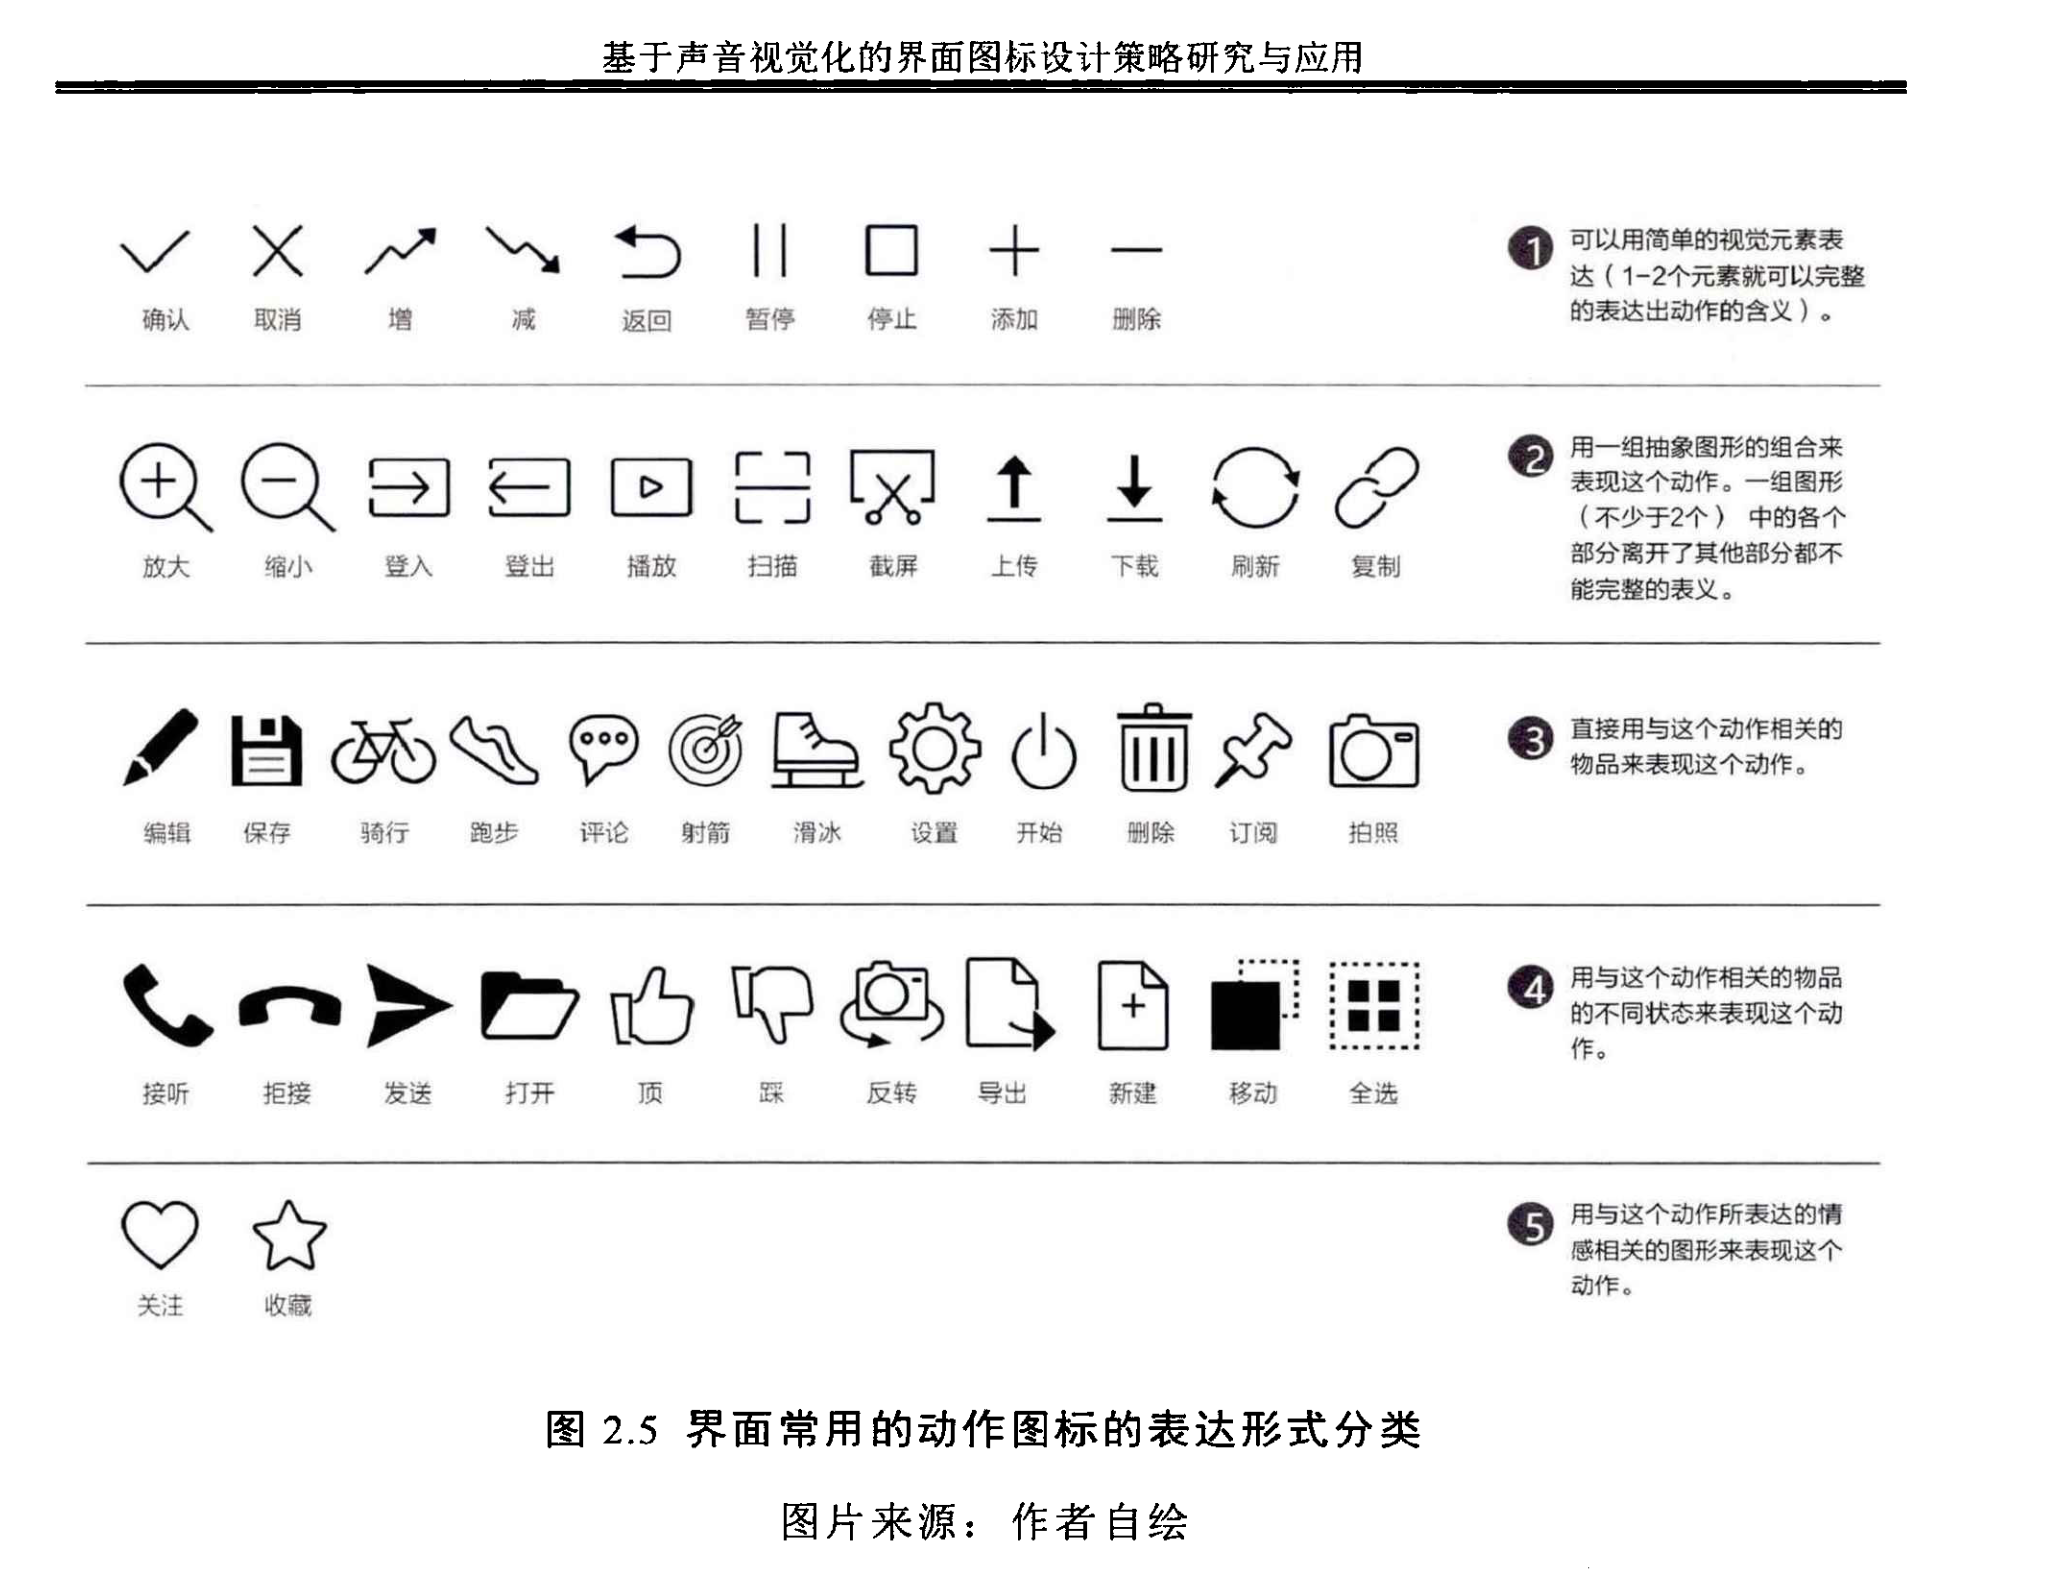 基于声音视觉化的界面图标设计策略研究与应用
确认 取消 增 减 返回 暂停 停止 添加 删除
1 可以用简单的视觉元素表
达（1-2个元素就可以完整
的表达出动作的含义）。
放大 缩小 登入 登出 播放 扫描 截屏 上传 下载 刷新 复制
2 用一组抽象图形的组合来
表现这个动作。一组图形
（不少于2个） 中的各个
部分离开了其他部分都不
能完整的表义。
编辑 保存 骑行 跑步 评论 射箭 滑冰 设置 开始 删除 订阅 拍照
3 直接用与这个动作相关的
物品来表现这个动作。
接听 拒接 发送 打开 顶 踩 反转 导出 新建 移动 全选
4 用与这个动作相关的物品
的不同状态来表现这个动
作。
关注 收藏
5 用与这个动作所表达的情
感相关的图形来表现这个
动作。
图 2.5 界面常用的动作图标的表达形式分类
图片来源：作者自绘